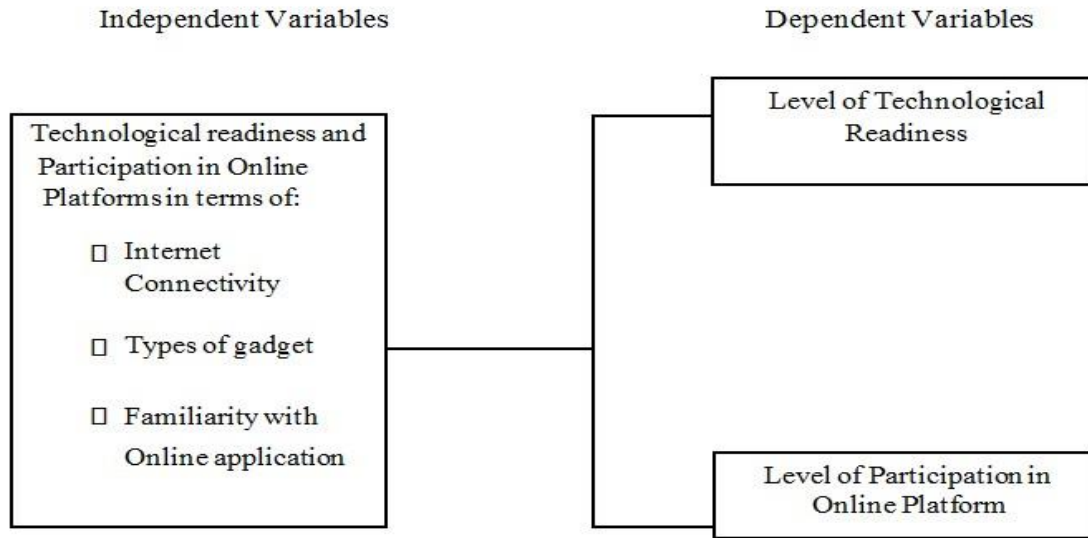 Independent Variables
Dependent Variables
Technological readiness and
Participation in Online
Platforms in terms of:
Internet
Connectivity
Types of gadget
Familiarity with
Online application
Level of Technological
Readiness
Level of Participation in
Online Platform